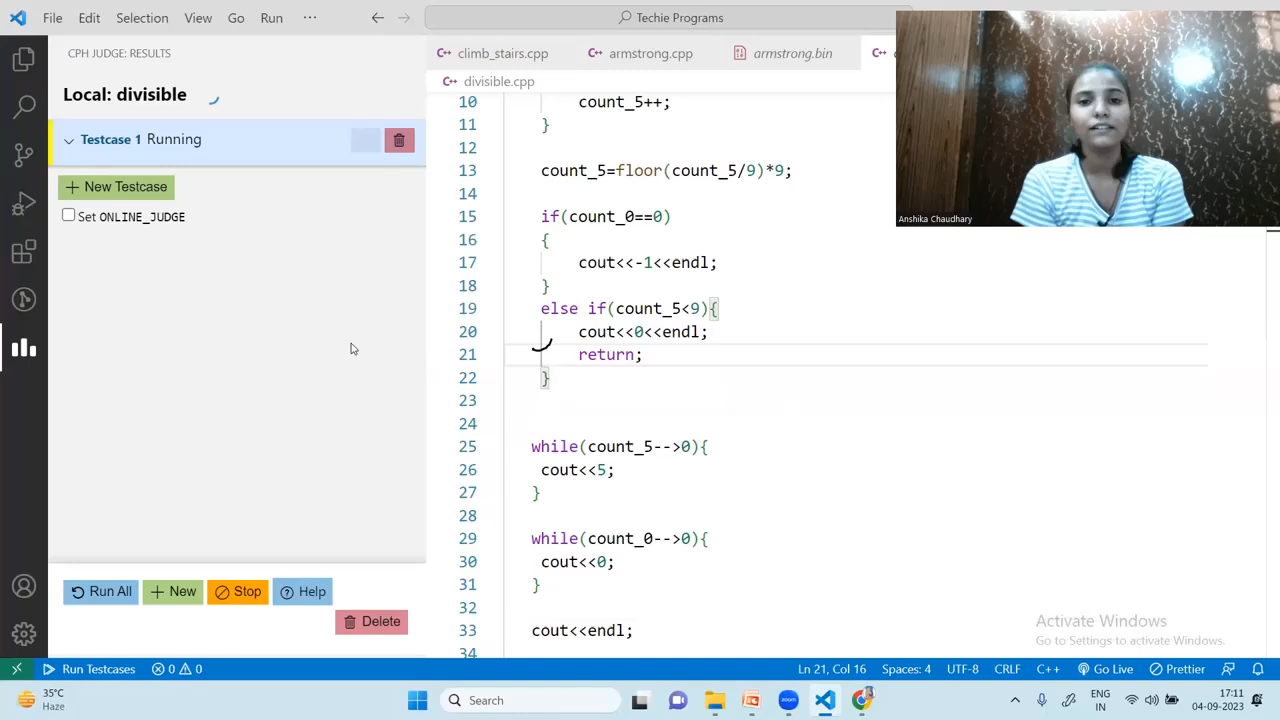 File Edit Selection View Go Run ··· Techie Programs
CPH JUDGE: RESULTS
climb_stairs.cpp armstrong.cpp armstrong.bin
Local: divisible
divisible.cpp
10 count_5++;
11 }
12
13 count_5=floor(count_5/9)*9;
14
15 if(count_0==0)
16 {
17 cout<<-1<<endl;
18 }
19 else if(count_5<9){
20 cout<<0<<endl;
21 return;
22 }
23
24
25 while(count_5-->0){
26 cout<<5;
27 }
28
29 while(count_0-->0){
30 cout<<0;
31 }
32
33 cout<<endl;
34
Testcase 1 Running
New Testcase
Set ONLINE_JUDGE
Run All New Stop Help
Delete
Anshika Chaudhary
Activate Windows
Go to Settings to activate Windows.
Run Testcases 0 0 Ln 21, Col 16 Spaces: 4 UTF-8 CRLF C++ Go Live Prettier
35°C
Haze
Search
zoom
ENG
IN
17:11
04-09-2023